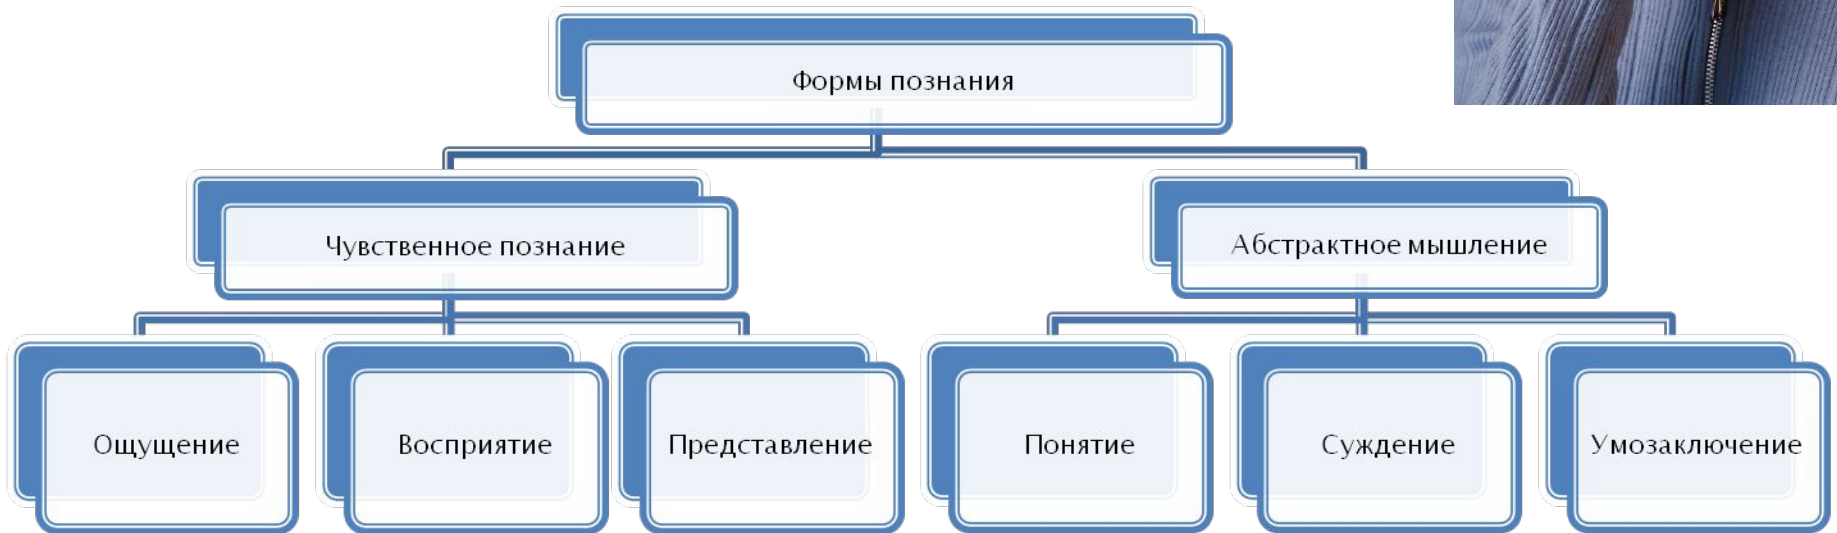 Формы познания
Чувственное познание
Абстрактное мышление
Ощущение
Восприятие
Представление
Понятие
Суждение
Умозаключение